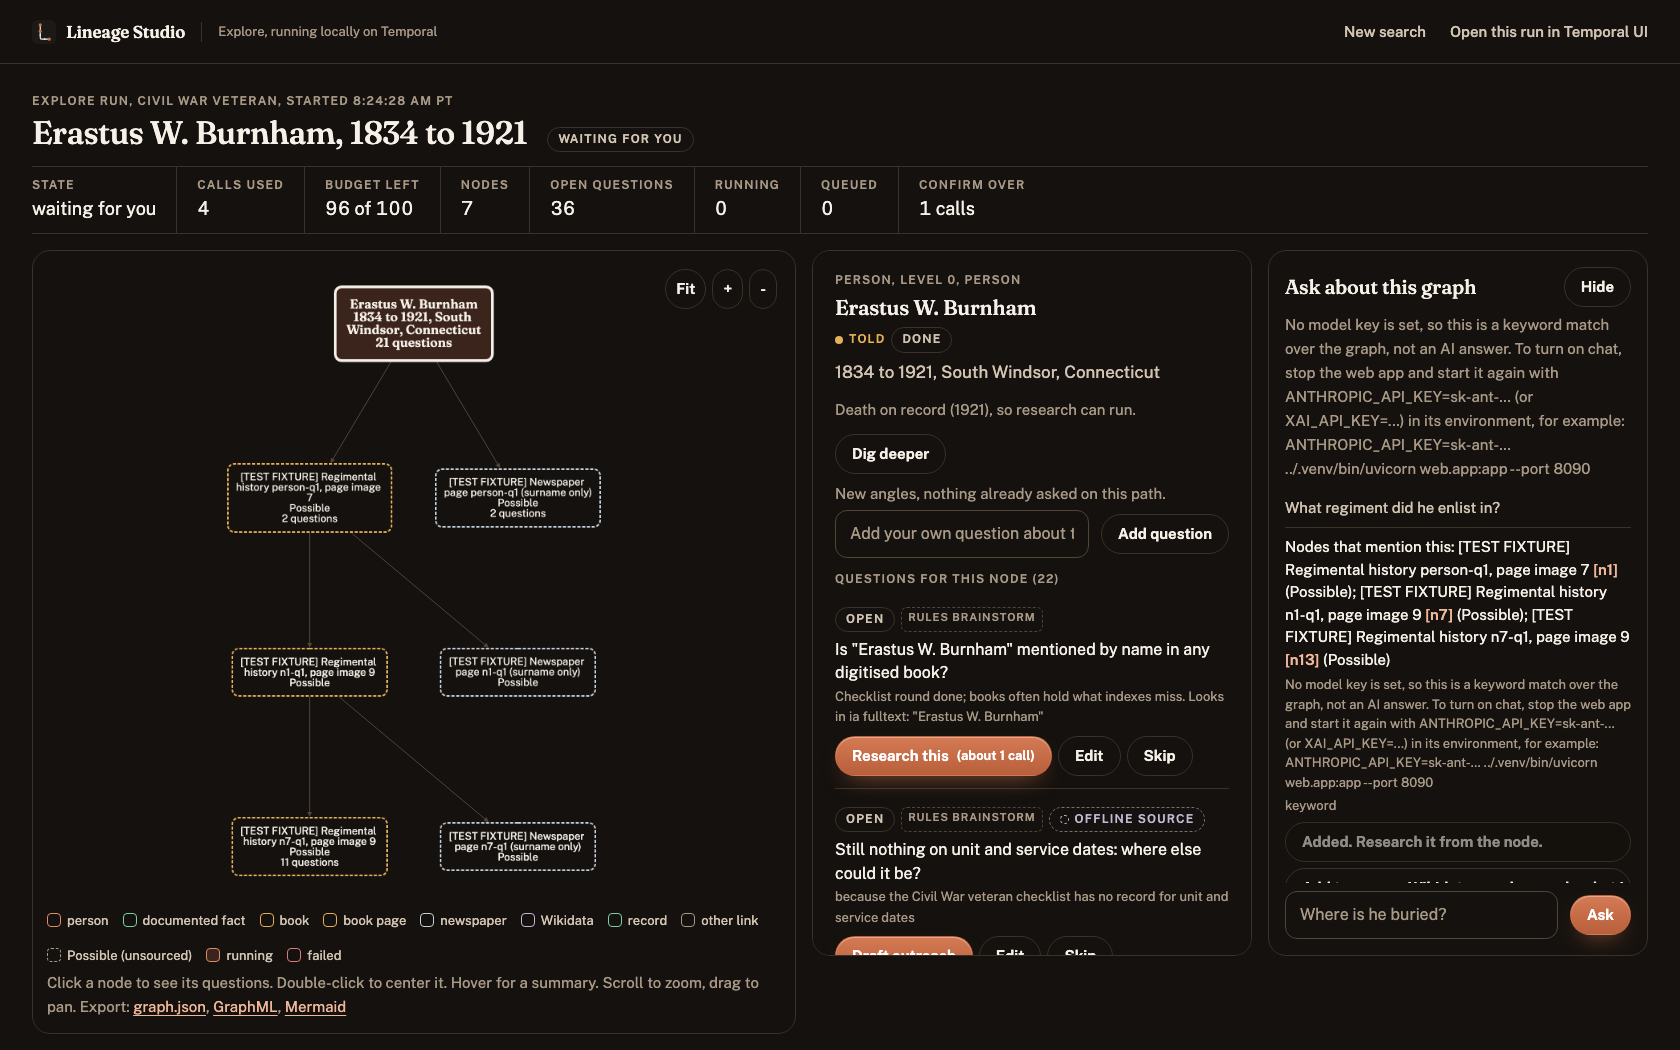 Lineage Studio
Explore, running locally on Temporal
New search
Open this run in Temporal UI
EXPLORE RUN, CIVIL WAR VETERAN, STARTED 8:24:28 AM PT
Erastus W. Burnham, 1834 to 1921
WAITING FOR YOU
STATE
waiting for you
CALLS USED
4
BUDGET LEFT
96 of 100
NODES
7
OPEN QUESTIONS
36
RUNNING
0
QUEUED
0
CONFIRM OVER
1 calls
Fit
+
-
Erastus W. Burnham
1834 to 1921, South
Windsor, Connecticut
21 questions
[TEST FIXTURE] Regimental
history person-q1, page image
7
Possible
2 questions
[TEST FIXTURE] Newspaper
page person-q1 (surname only)
Possible
2 questions
[TEST FIXTURE] Regimental
history n1-q1, page image 9
Possible
[TEST FIXTURE] Newspaper
page n1-q1 (surname only)
Possible
[TEST FIXTURE] Regimental
history n7-q1, page image 9
Possible
11 questions
[TEST FIXTURE] Newspaper
page n7-q1 (surname only)
Possible
person
documented fact
book
book page
newspaper
Wikidata
record
other link
Possible (unsourced)
running
failed
Click a node to see its questions. Double-click to center it. Hover for a summary. Scroll to zoom, drag to
pan. Export: graph.json, GraphML, Mermaid
PERSON, LEVEL 0, PERSON
Erastus W. Burnham
TOLD
DONE
1834 to 1921, South Windsor, Connecticut
Death on record (1921), so research can run.
Dig deeper
New angles, nothing already asked on this path.
Add your own question about t
Add question
QUESTIONS FOR THIS NODE (22)
OPEN
RULES BRAINSTORM
Is "Erastus W. Burnham" mentioned by name in any
digitised book?
Checklist round done; books often hold what indexes miss. Looks
in ia fulltext: "Erastus W. Burnham"
Research this (about 1 call)
Edit
Skip
OPEN
RULES BRAINSTORM
OFFLINE SOURCE
Still nothing on unit and service dates: where else
could it be?
because the Civil War veteran checklist has no record for unit and
service dates
Draft outreach
Edit
Skip
Ask about this graph
Hide
No model key is set, so this is a keyword match
over the graph, not an AI answer. To turn on chat,
stop the web app and start it again with
ANTHROPIC_API_KEY=sk-ant-... (or
XAI_API_KEY=...) in its environment, for example:
ANTHROPIC_API_KEY=sk-ant-...
../.venv/bin/uvicorn web.app:app --port 8090
What regiment did he enlist in?
Nodes that mention this: [TEST FIXTURE]
Regimental history person-q1, page image 7 [n1]
(Possible); [TEST FIXTURE] Regimental history
n1-q1, page image 9 [n7] (Possible); [TEST
FIXTURE] Regimental history n7-q1, page image 9
[n13] (Possible)
No model key is set, so this is a keyword match over the
graph, not an AI answer. To turn on chat, stop the web app
and start it again with ANTHROPIC_API_KEY=sk-ant-...
(or XAI_API_KEY=...) in its environment, for example:
ANTHROPIC_API_KEY=sk-ant-... ../.venv/bin/uvicorn
web.app:app --port 8090
keyword
Added. Research it from the node.
Where is he buried?
Ask